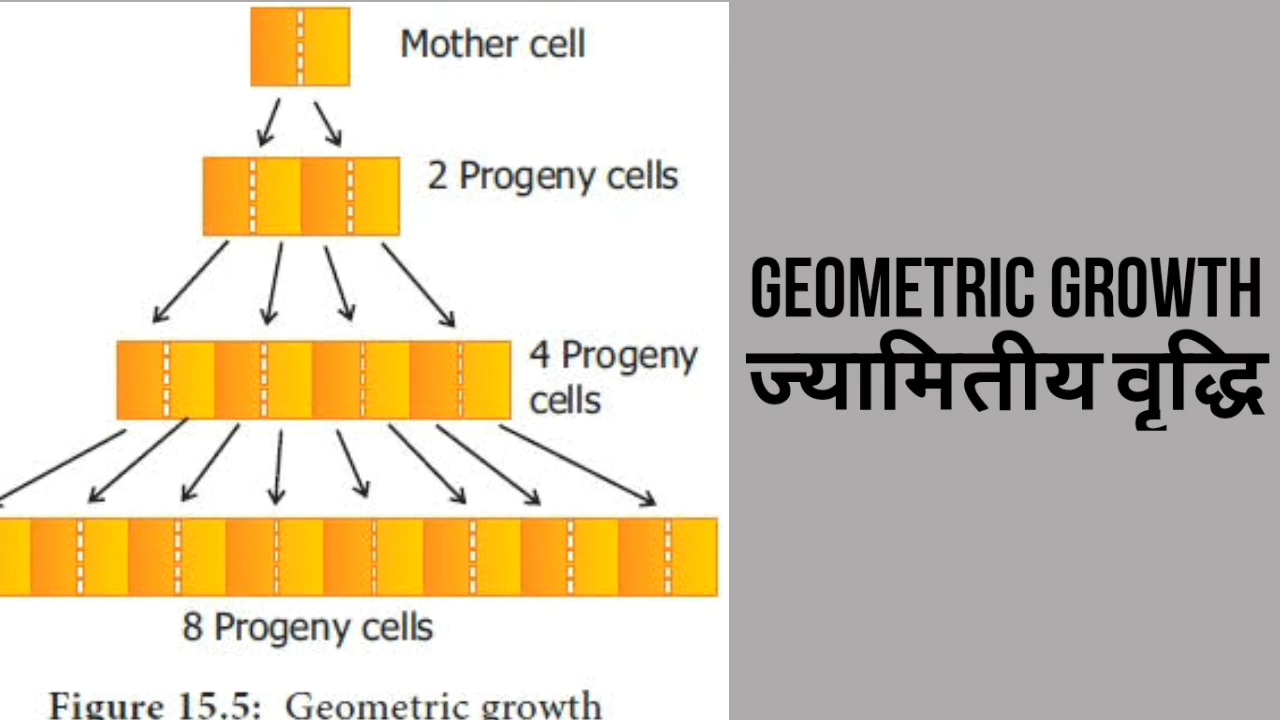 Mother cell
2 Progeny cells
4 Progeny
cells
8 Progeny cells
Figure 15.5: Geometric growth
GEOMETRIC GROWTH
ज्यामितीय वृद्धि